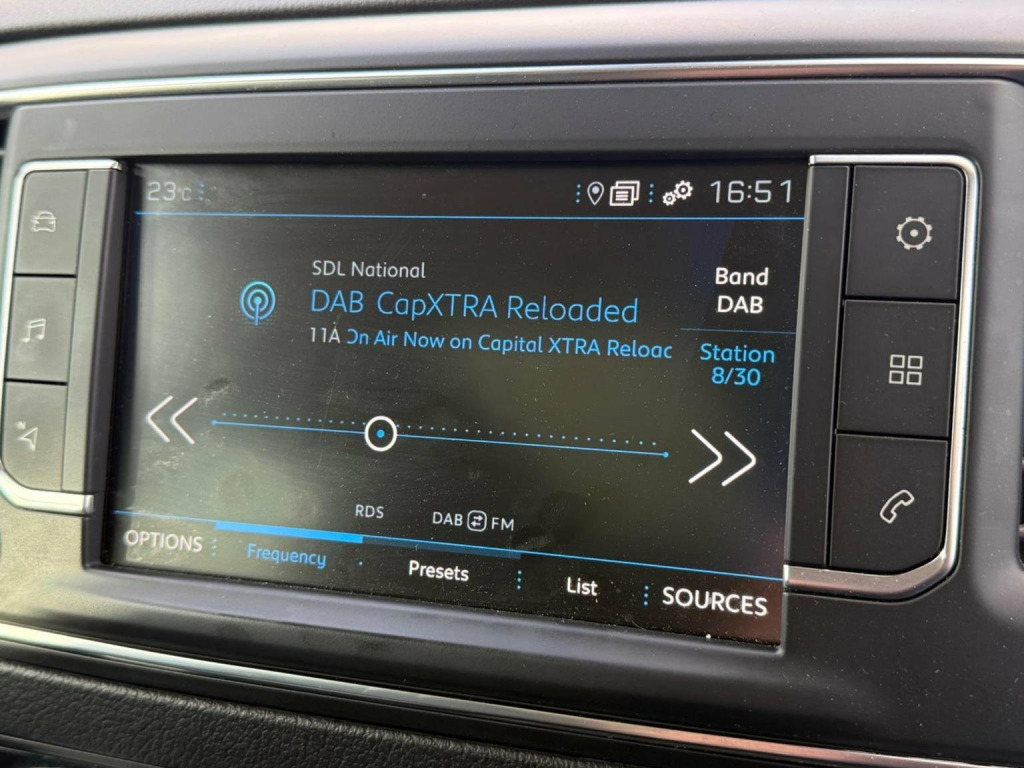 23°C
16:51
SDL National
DAB CapXTRA Reloaded
11A On Air Now on Capital XTRA Reloac
Band
DAB
Station
8/30
RDS
DAB FM
OPTIONS
Frequency
Presets
List
SOURCES
N